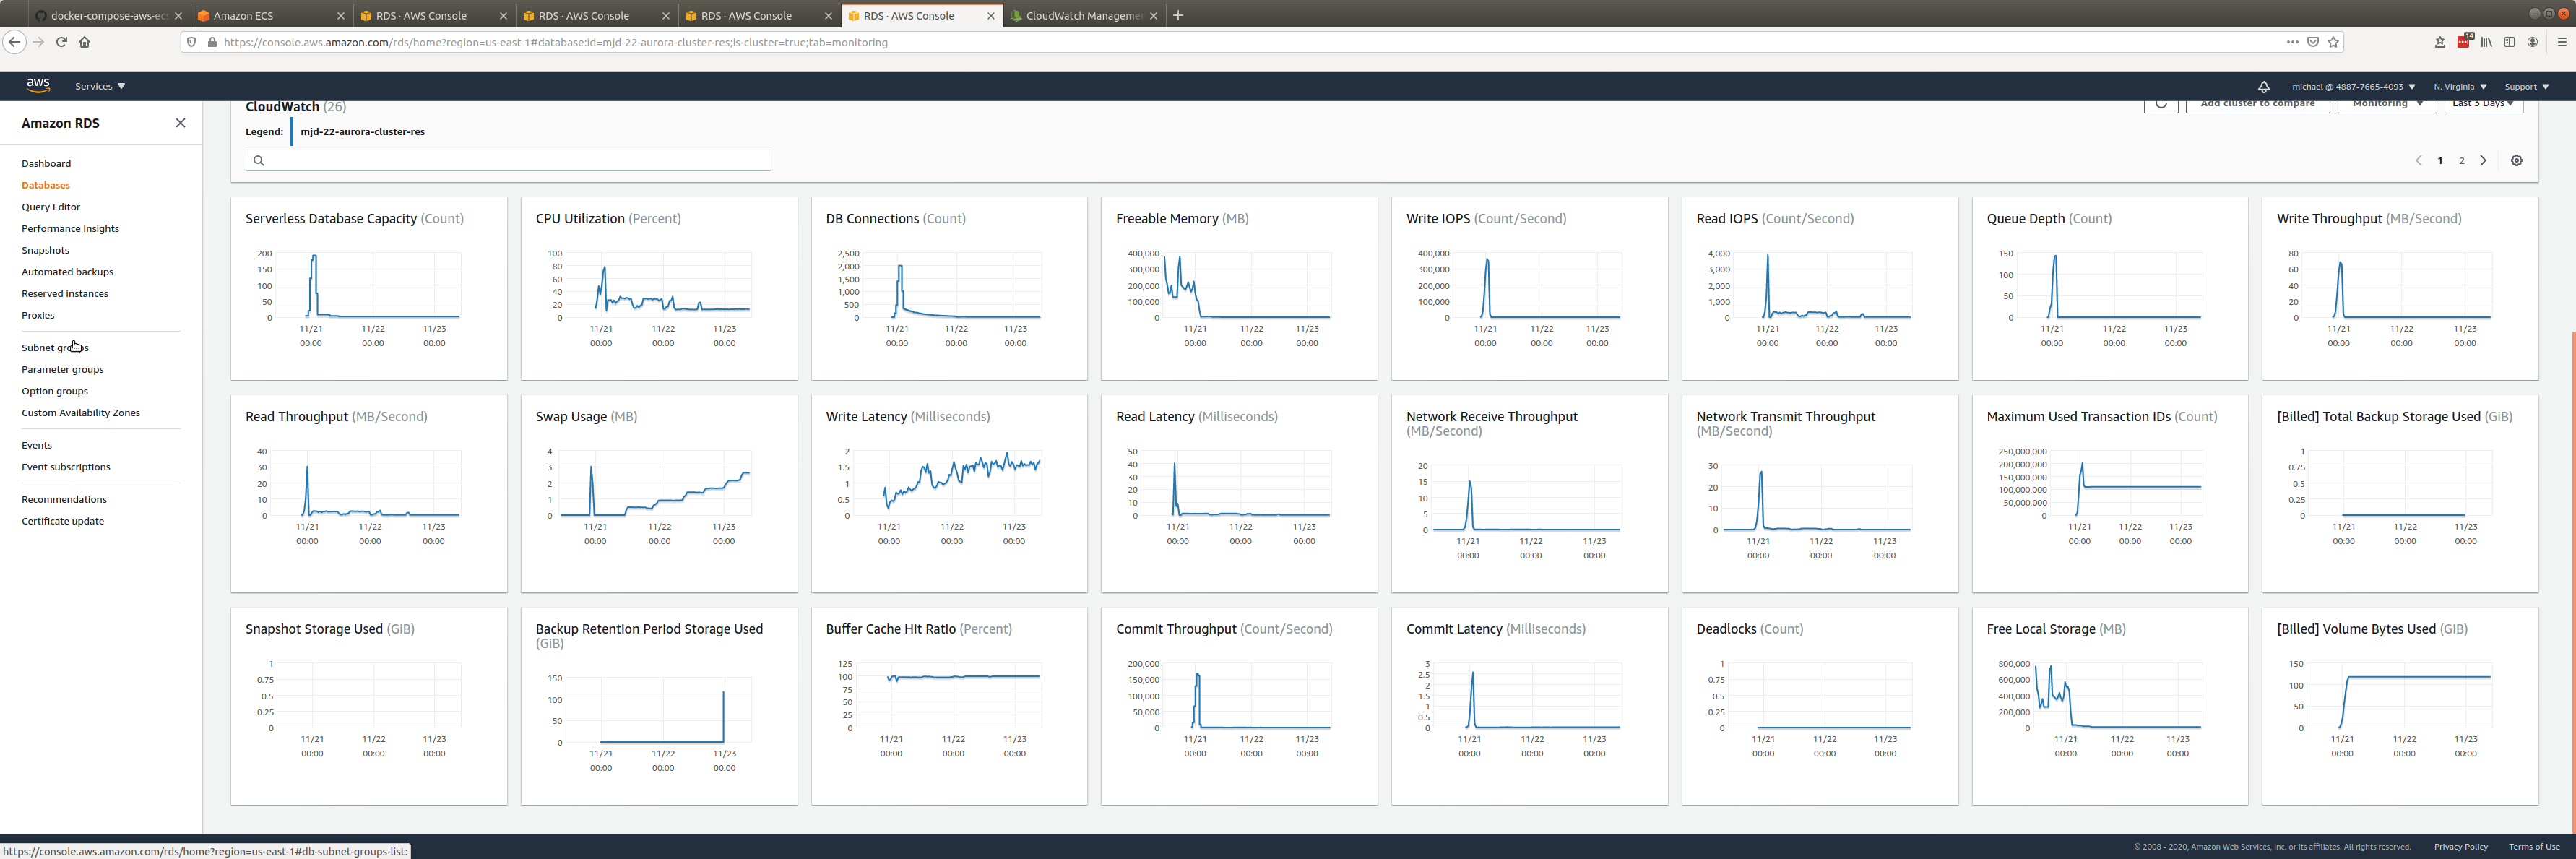 docker-compose-aws-ecs
Amazon ECS
RDS · AWS Console
RDS · AWS Console
RDS · AWS Console
RDS · AWS Console
CloudWatch Manageme
https://console.aws.amazon.com/rds/home?region=us-east-1#database:id=mjd-22-aurora-cluster-res;is-cluster=true;tab=monitoring
14
aws
Services
michael @ 4887-7665-4093
N. Virginia
Support
Amazon RDS
Dashboard
Databases
Query Editor
Performance Insights
Snapshots
Automated backups
Reserved Instances
Proxies
Subnet groups
Parameter groups
Option groups
Custom Availability Zones
Events
Event subscriptions
Recommendations
Certificate update
CloudWatch (26)
Add cluster to compare
Monitoring
Last 3 Days
Legend: mjd-22-aurora-cluster-res
1 2
Serverless Database Capacity (Count)
200
150
100
50
0
11/21 11/22 11/23
00:00 00:00 00:00
CPU Utilization (Percent)
100
80
60
40
20
0
11/21 11/22 11/23
00:00 00:00 00:00
DB Connections (Count)
2,500
2,000
1,500
1,000
500
0
11/21 11/22 11/23
00:00 00:00 00:00
Freeable Memory (MB)
400,000
300,000
200,000
100,000
0
11/21 11/22 11/23
00:00 00:00 00:00
Write IOPS (Count/Second)
400,000
300,000
200,000
100,000
0
11/21 11/22 11/23
00:00 00:00 00:00
Read IOPS (Count/Second)
4,000
3,000
2,000
1,000
0
11/21 11/22 11/23
00:00 00:00 00:00
Queue Depth (Count)
150
100
50
0
11/21 11/22 11/23
00:00 00:00 00:00
Write Throughput (MB/Second)
80
60
40
20
0
11/21 11/22 11/23
00:00 00:00 00:00
Read Throughput (MB/Second)
40
30
20
10
0
11/21 11/22 11/23
00:00 00:00 00:00
Swap Usage (MB)
4
3
2
1
0
11/21 11/22 11/23
00:00 00:00 00:00
Write Latency (Milliseconds)
2
1.5
1
0.5
0
11/21 11/22 11/23
00:00 00:00 00:00
Read Latency (Milliseconds)
50
40
30
20
10
0
11/21 11/22 11/23
00:00 00:00 00:00
Network Receive Throughput
(MB/Second)
20
15
10
5
0
11/21 11/22 11/23
00:00 00:00 00:00
Network Transmit Throughput
(MB/Second)
30
20
10
0
11/21 11/22 11/23
00:00 00:00 00:00
Maximum Used Transaction IDs (Count)
250,000,000
200,000,000
150,000,000
100,000,000
50,000,000
0
11/21 11/22 11/23
00:00 00:00 00:00
[Billed] Total Backup Storage Used (GiB)
1
0.75
0.5
0.25
0
11/21 11/22 11/23
00:00 00:00 00:00
Snapshot Storage Used (GiB)
1
0.75
0.5
0.25
0
11/21 11/22 11/23
00:00 00:00 00:00
Backup Retention Period Storage Used
(GiB)
150
100
50
0
11/21 11/22 11/23
00:00 00:00 00:00
Buffer Cache Hit Ratio (Percent)
125
100
75
50
25
0
11/21 11/22 11/23
00:00 00:00 00:00
Commit Throughput (Count/Second)
200,000
150,000
100,000
50,000
0
11/21 11/22 11/23
00:00 00:00 00:00
Commit Latency (Milliseconds)
3
2.5
2
1.5
1
0.5
0
11/21 11/22 11/23
00:00 00:00 00:00
Deadlocks (Count)
1
0.75
0.5
0.25
0
11/21 11/22 11/23
00:00 00:00 00:00
Free Local Storage (MB)
800,000
600,000
400,000
200,000
0
11/21 11/22 11/23
00:00 00:00 00:00
[Billed] Volume Bytes Used (GiB)
150
100
50
0
11/21 11/22 11/23
00:00 00:00 00:00
https://console.aws.amazon.com/rds/home?region=us-east-1#db-subnet-groups-list:
© 2008 - 2020, Amazon Web Services, Inc. or its affiliates. All rights reserved. Privacy Policy Terms of Use